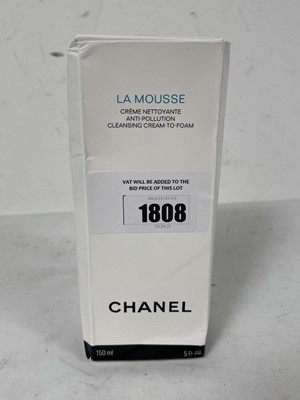 LA MOUSSE
CRÈME NETTOYANTE
ANTI-POLLUTION
CLEANSING CREAM-TO-FOAM
VAT WILL BE ADDED TO THE
BID PRICE OF THIS LOT
1808
CHANEL
150 ml 5 FL. oz.